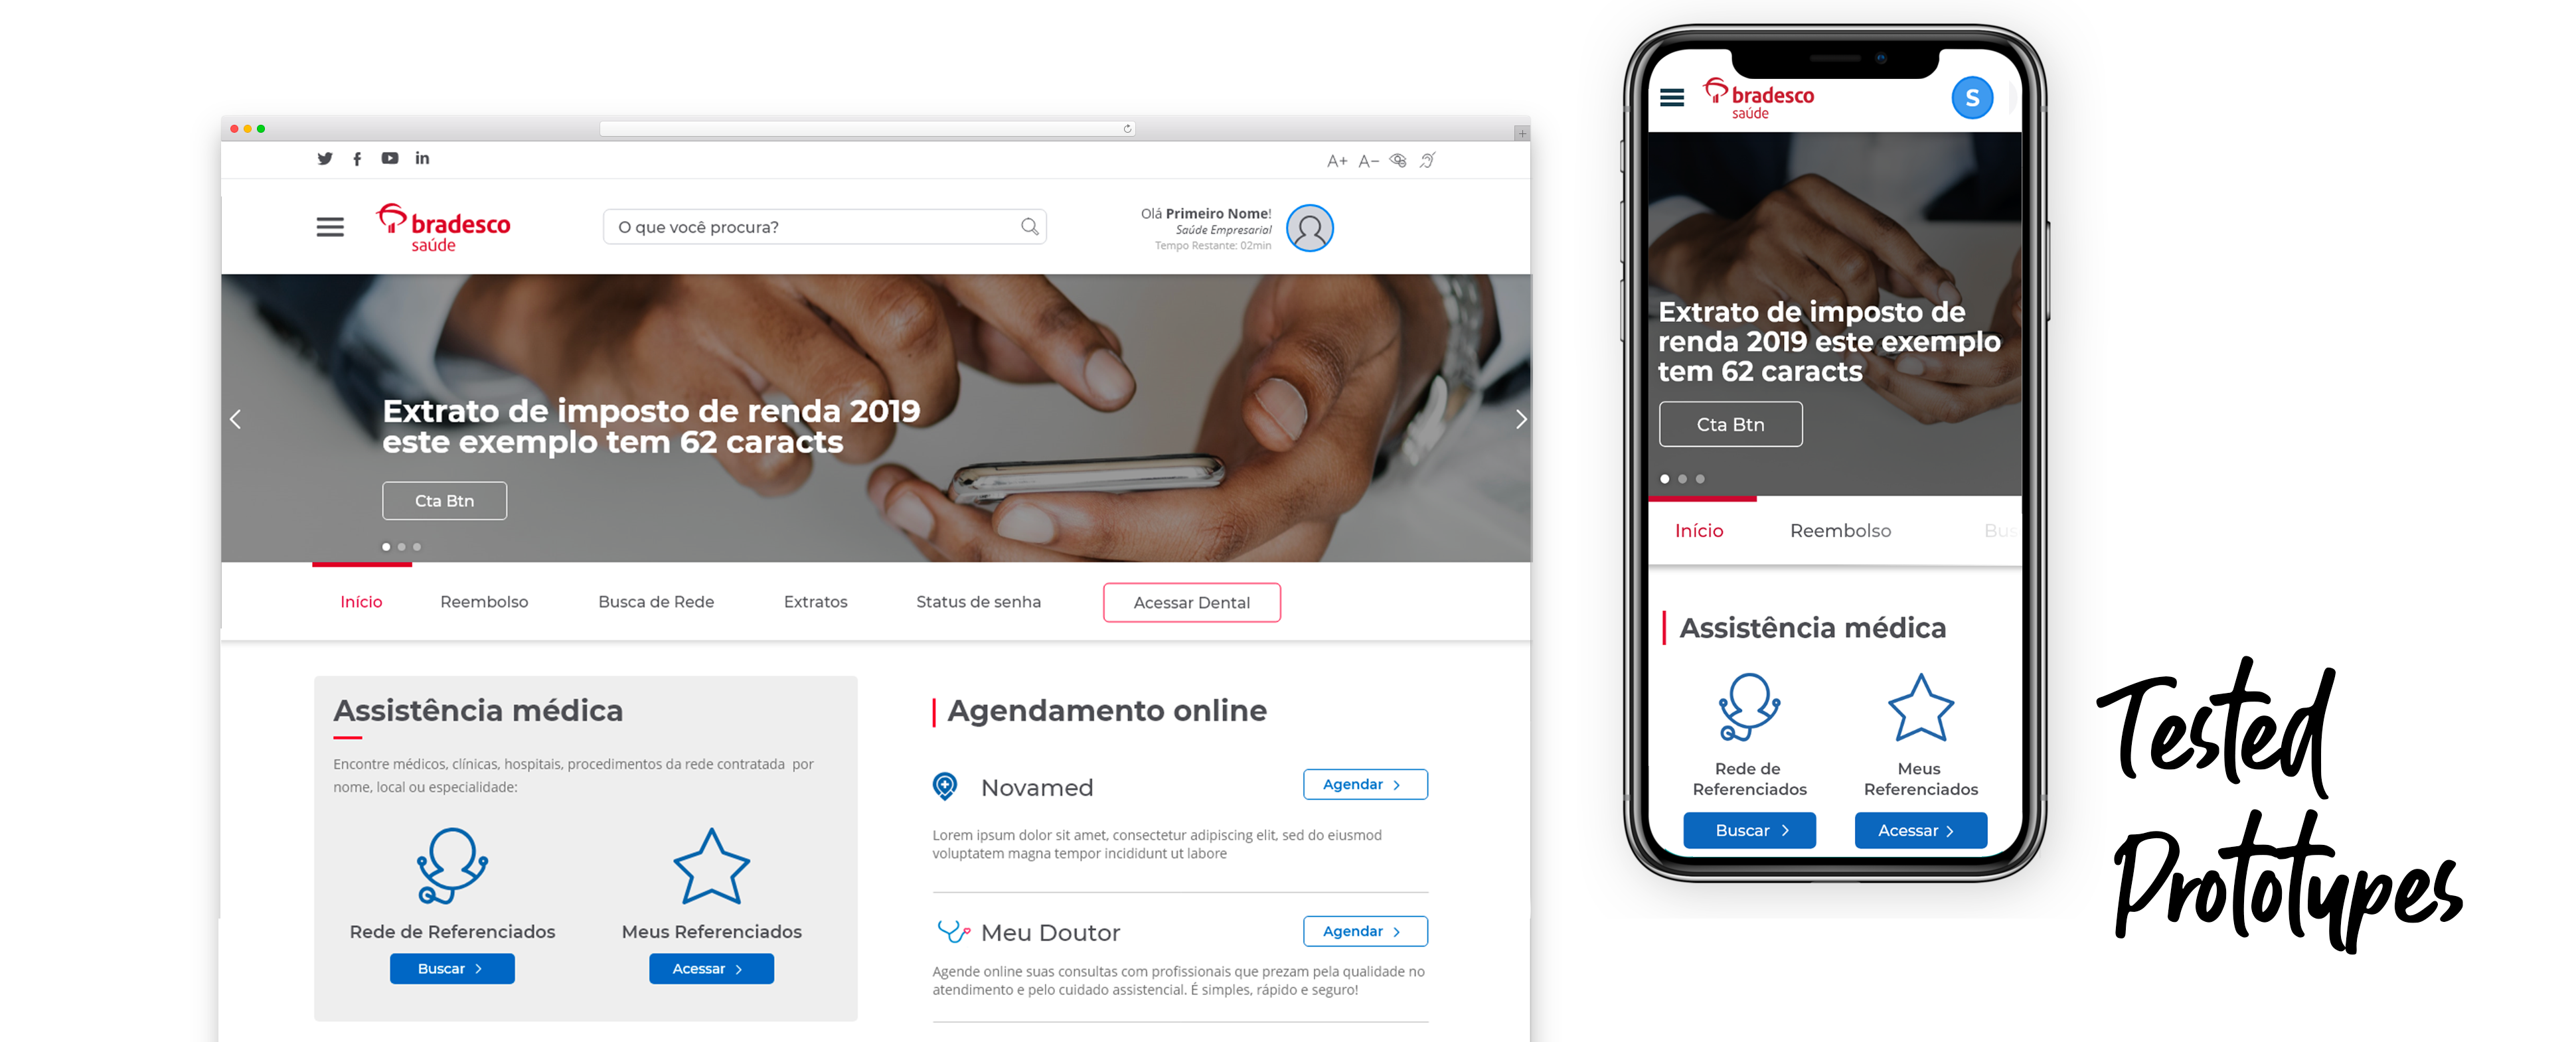 A+ A−
bradesco
saúde
O que você procura?
Olá Primeiro Nome!
Saúde Empresarial
Tempo Restante: 02min
Extrato de imposto de renda 2019
este exemplo tem 62 caracts
Cta Btn
Início Reembolso Busca de Rede Extratos Status de senha Acessar Dental
Assistência médica
Encontre médicos, clínicas, hospitais, procedimentos da rede contratada por
nome, local ou especialidade:
Rede de Referenciados
Buscar
Meus Referenciados
Acessar
Agendamento online
Novamed
Agendar
Lorem ipsum dolor sit amet, consectetur adipiscing elit, sed do eiusmod
voluptatem magna tempor incididunt ut labore
Meu Doutor
Agendar
Agende online suas consultas com profissionais que prezam pela qualidade no
atendimento e pelo cuidado assistencial. É simples, rápido e seguro!
bradesco
saúde
S
Extrato de imposto de
renda 2019 este exemplo
tem 62 caracts
Cta Btn
Início Reembolso Bus
Assistência médica
Rede de
Referenciados
Buscar
Meus
Referenciados
Acessar
Tested
Prototypes